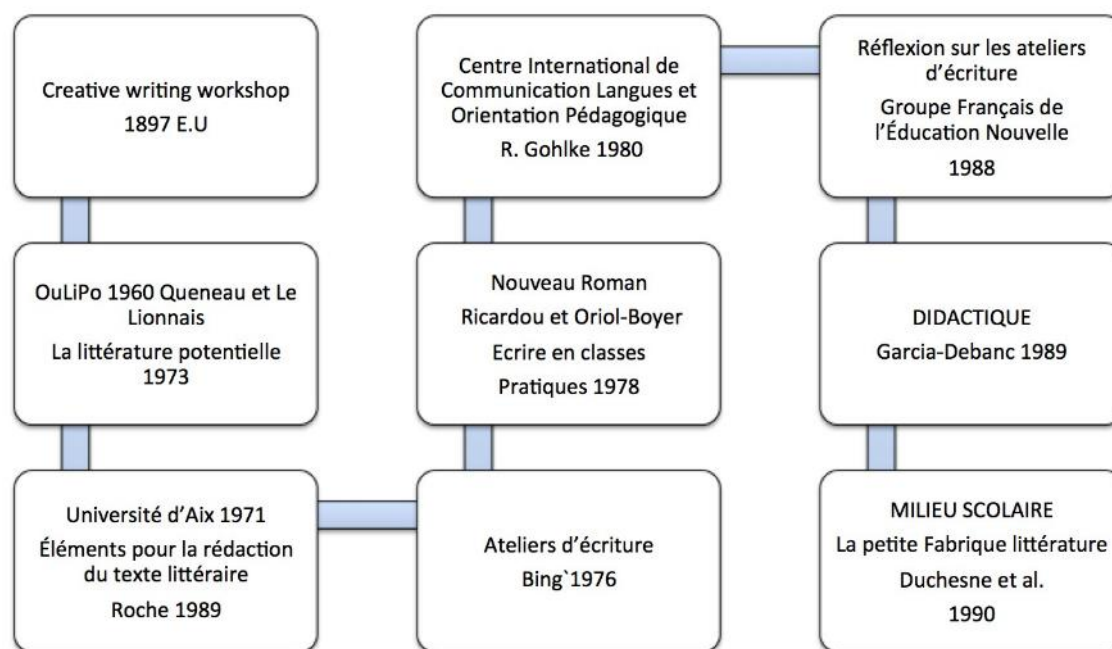 Creative writing workshop
1897 E.U
OuLiPo 1960 Queneau et Le
Lionnais
La littérature potentielle
1973
Université d'Aix 1971
Éléments pour la rédaction
du texte littéraire
Roche 1989
Ateliers d'écriture
Bing`1976
Nouveau Roman
Ricardou et Oriol-Boyer
Ecrire en classes
Pratiques 1978
Centre International de
Communication Langues et
Orientation Pédagogique
R. Gohlke 1980
Réflexion sur les ateliers
d'écriture
Groupe Français de
l'Éducation Nouvelle
1988
DIDACTIQUE
Garcia-Debanc 1989
MILIEU SCOLAIRE
La petite Fabrique littérature
Duchesne et al.
1990